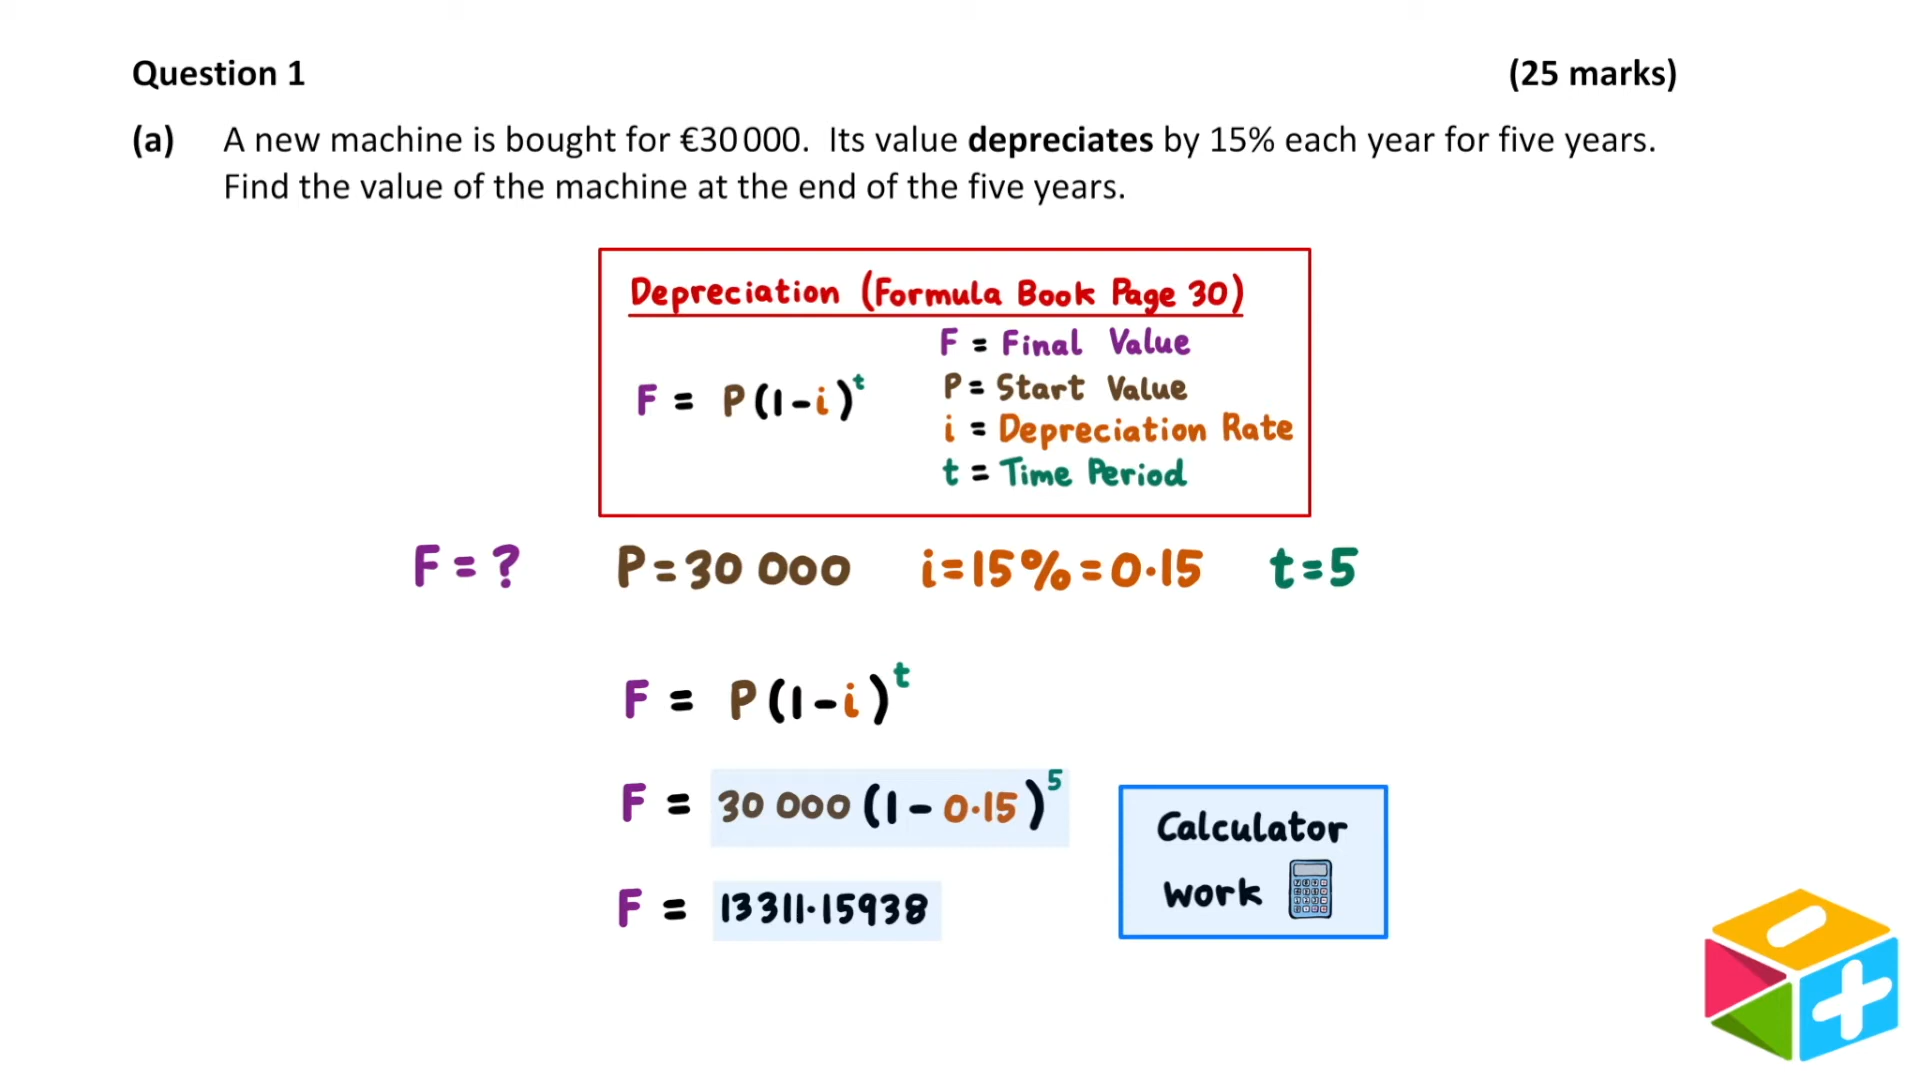 Question 1 (25 marks)
(a) A new machine is bought for €30 000. Its value depreciates by 15% each year for five years.
Find the value of the machine at the end of the five years.
Depreciation (Formula Book Page 30)
F = P(1-i)^t
F = Final Value
P = Start Value
i = Depreciation Rate
t = Time Period
F = ? P = 30 000 i = 15% = 0·15 t = 5
F = P(1-i)^t
F = 30 000 (1 - 0·15)^5
F = 13311·15938
Calculator
work